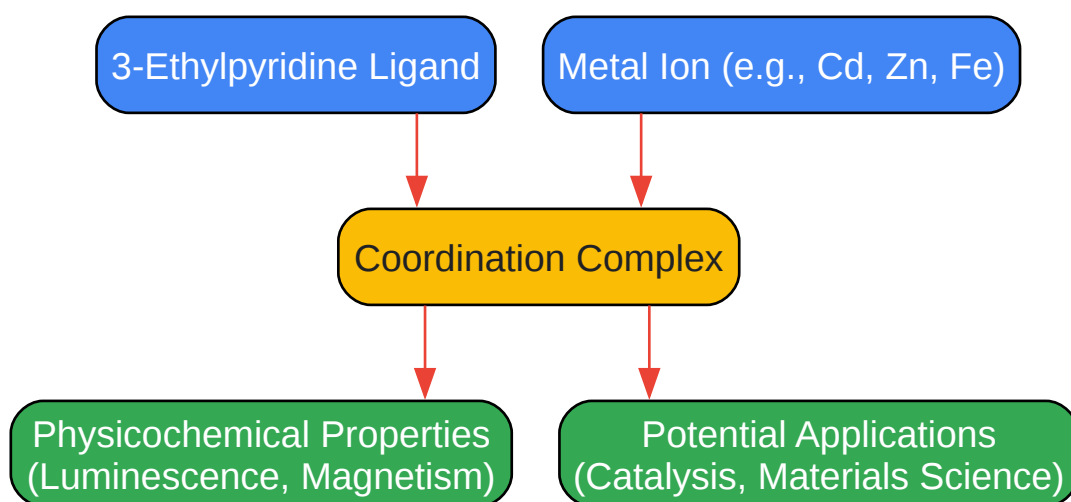 3-Ethylpyridine Ligand
Metal Ion (e.g., Cd, Zn, Fe)
Coordination Complex
Physicochemical Properties
(Luminescence, Magnetism)
Potential Applications
(Catalysis, Materials Science)